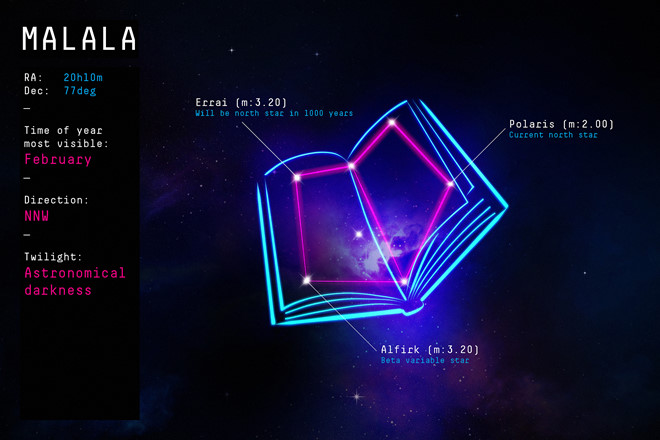 MALALA
RA: 20h10m
Dec: 77deg
—
Time of year
most visible:
February
—
Direction:
NNW
—
Twilight:
Astronomical
darkness
Errai (m:3.20)
Will be north star in 1000 years
Polaris (m:2.00)
Current north star
Alfirk (m:3.20)
Beta variable star